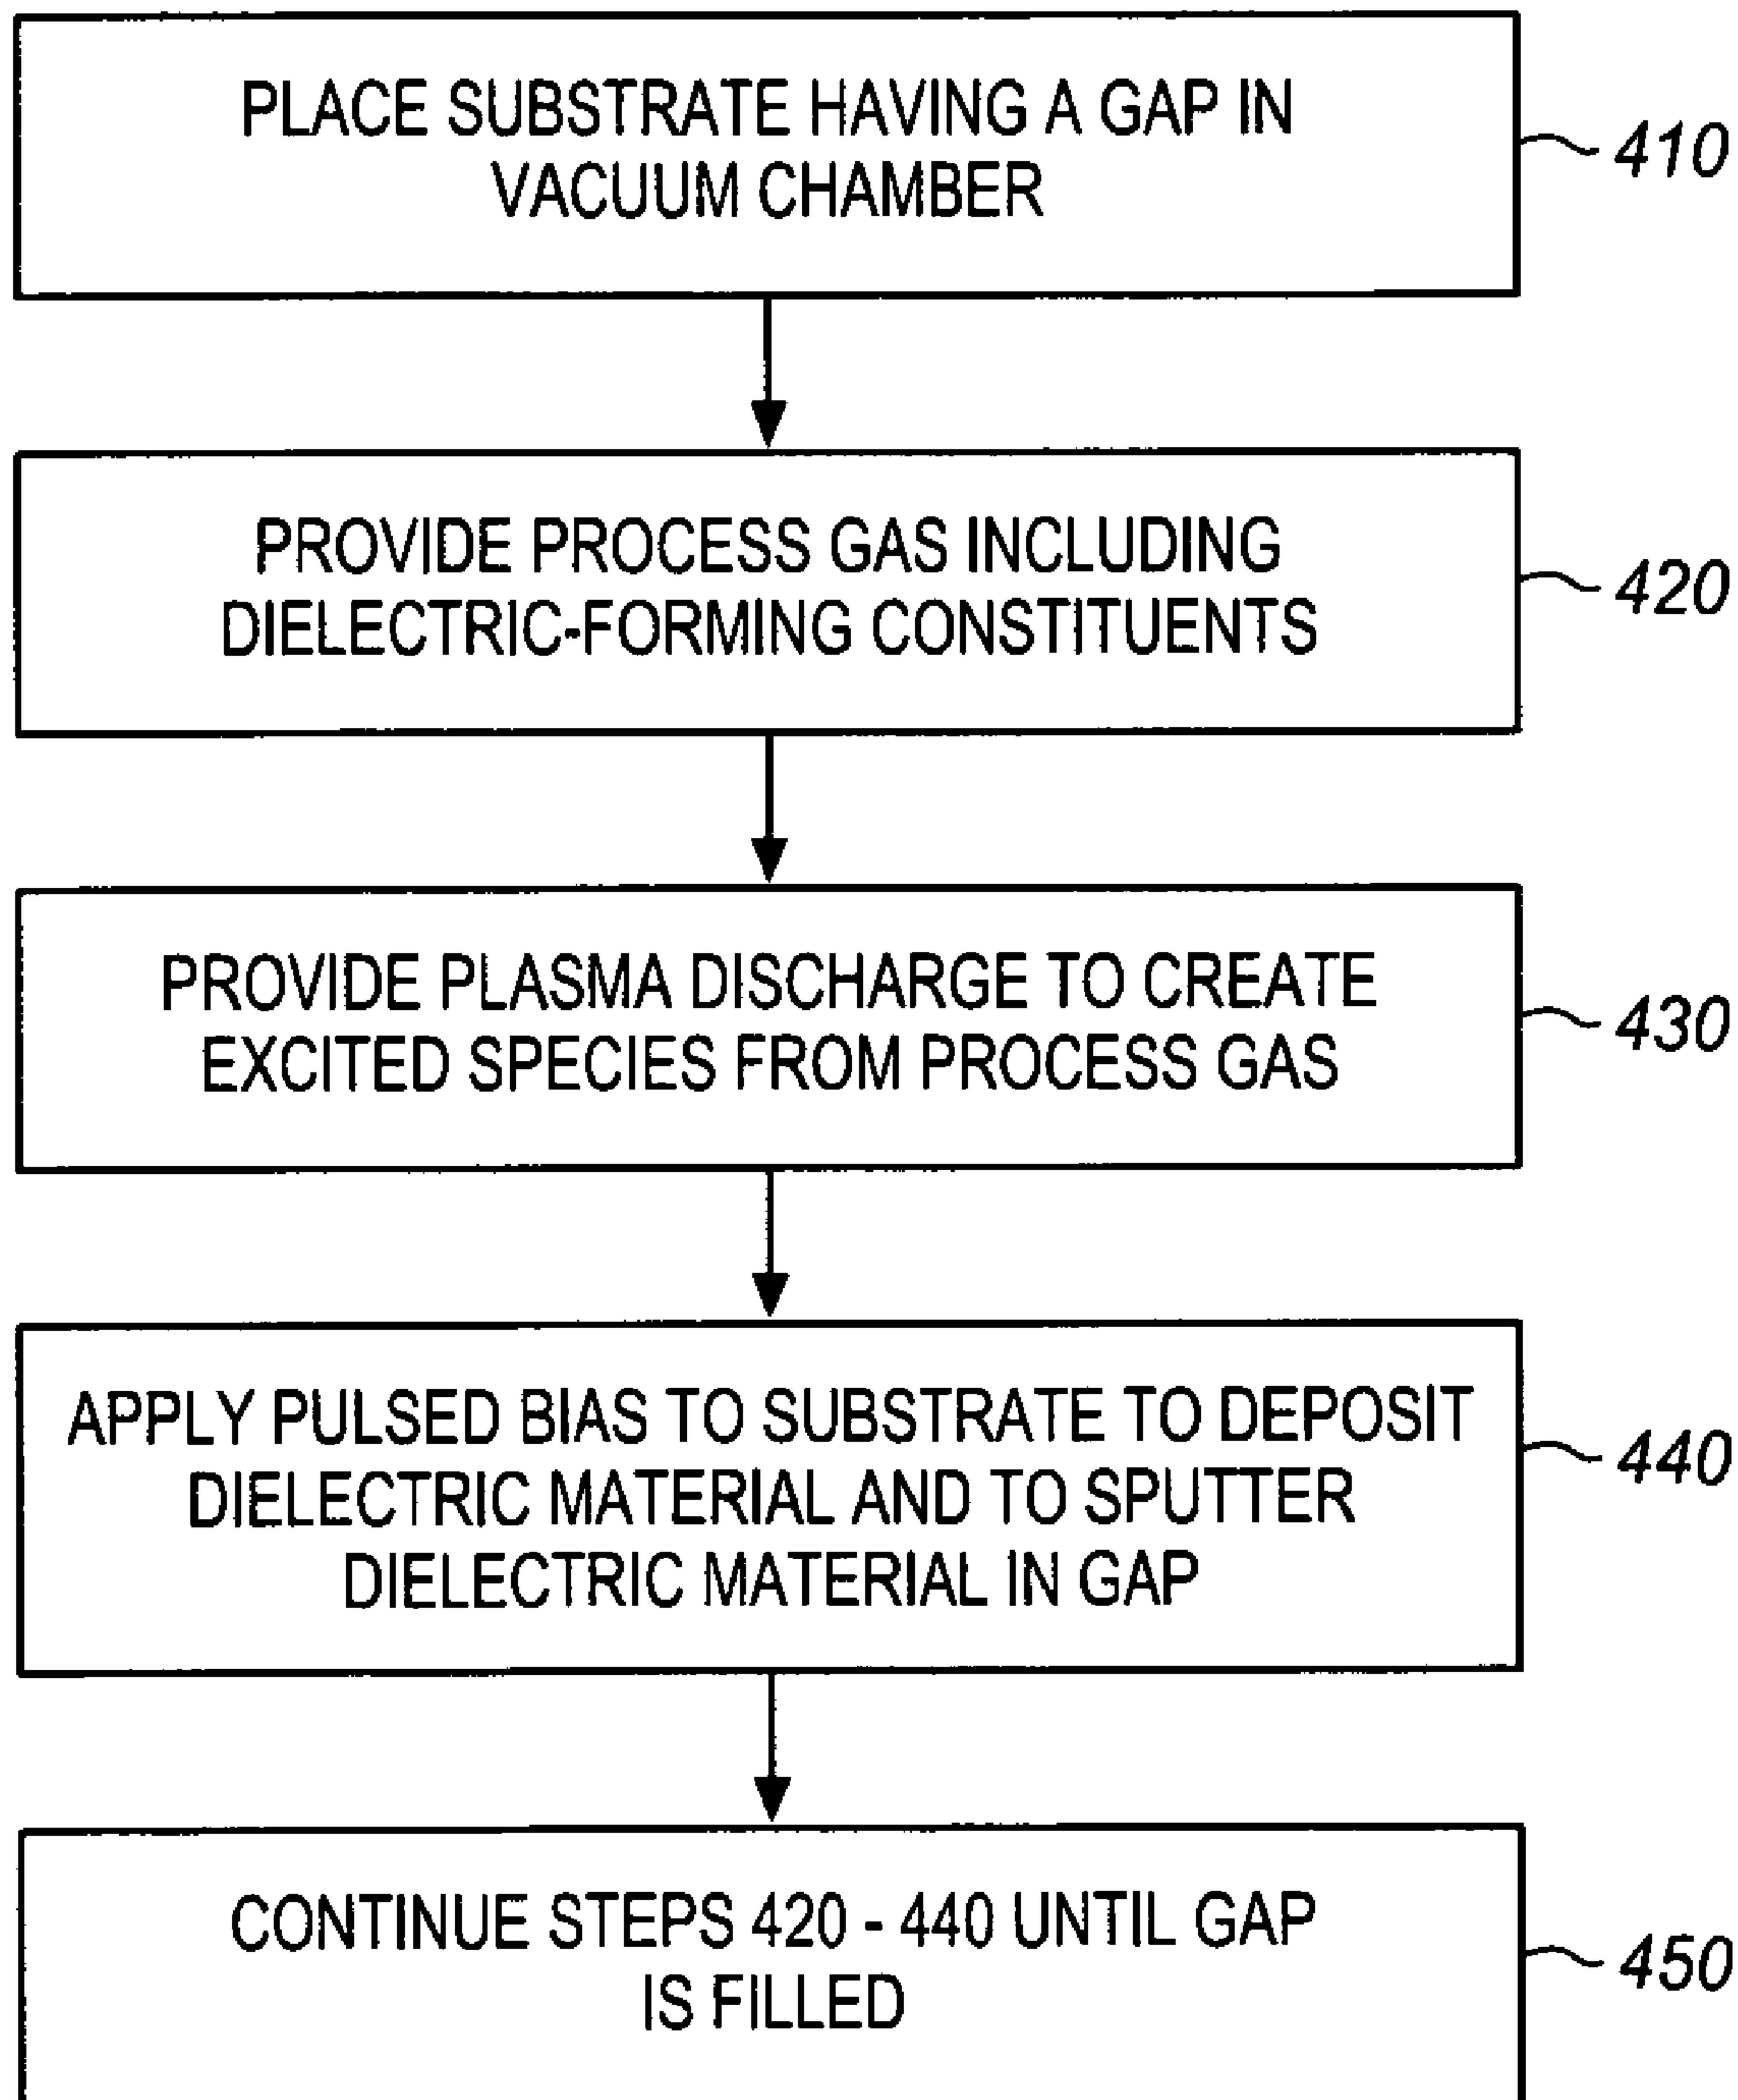 PLACE SUBSTRATE HAVING A GAP IN
VACUUM CHAMBER
410
PROVIDE PROCESS GAS INCLUDING
DIELECTRIC-FORMING CONSTITUENTS
420
PROVIDE PLASMA DISCHARGE TO CREATE
EXCITED SPECIES FROM PROCESS GAS
430
APPLY PULSED BIAS TO SUBSTRATE TO DEPOSIT
DIELECTRIC MATERIAL AND TO SPUTTER
DIELECTRIC MATERIAL IN GAP
440
CONTINUE STEPS 420 - 440 UNTIL GAP
IS FILLED
450